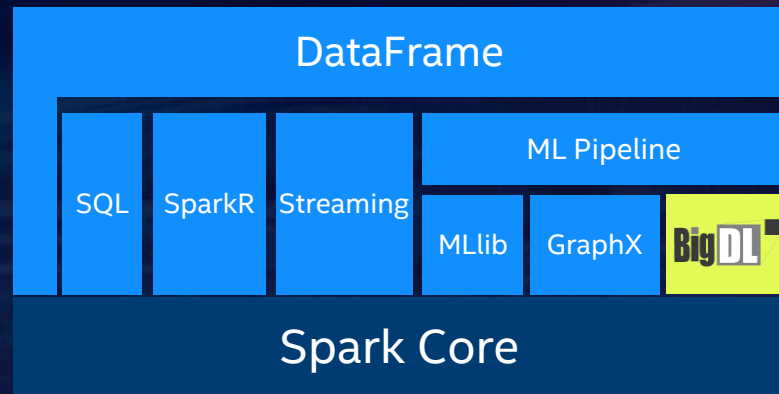 DataFrame
ML Pipeline
SQL
SparkR
Streaming
MLlib
GraphX
BigDL
Spark Core